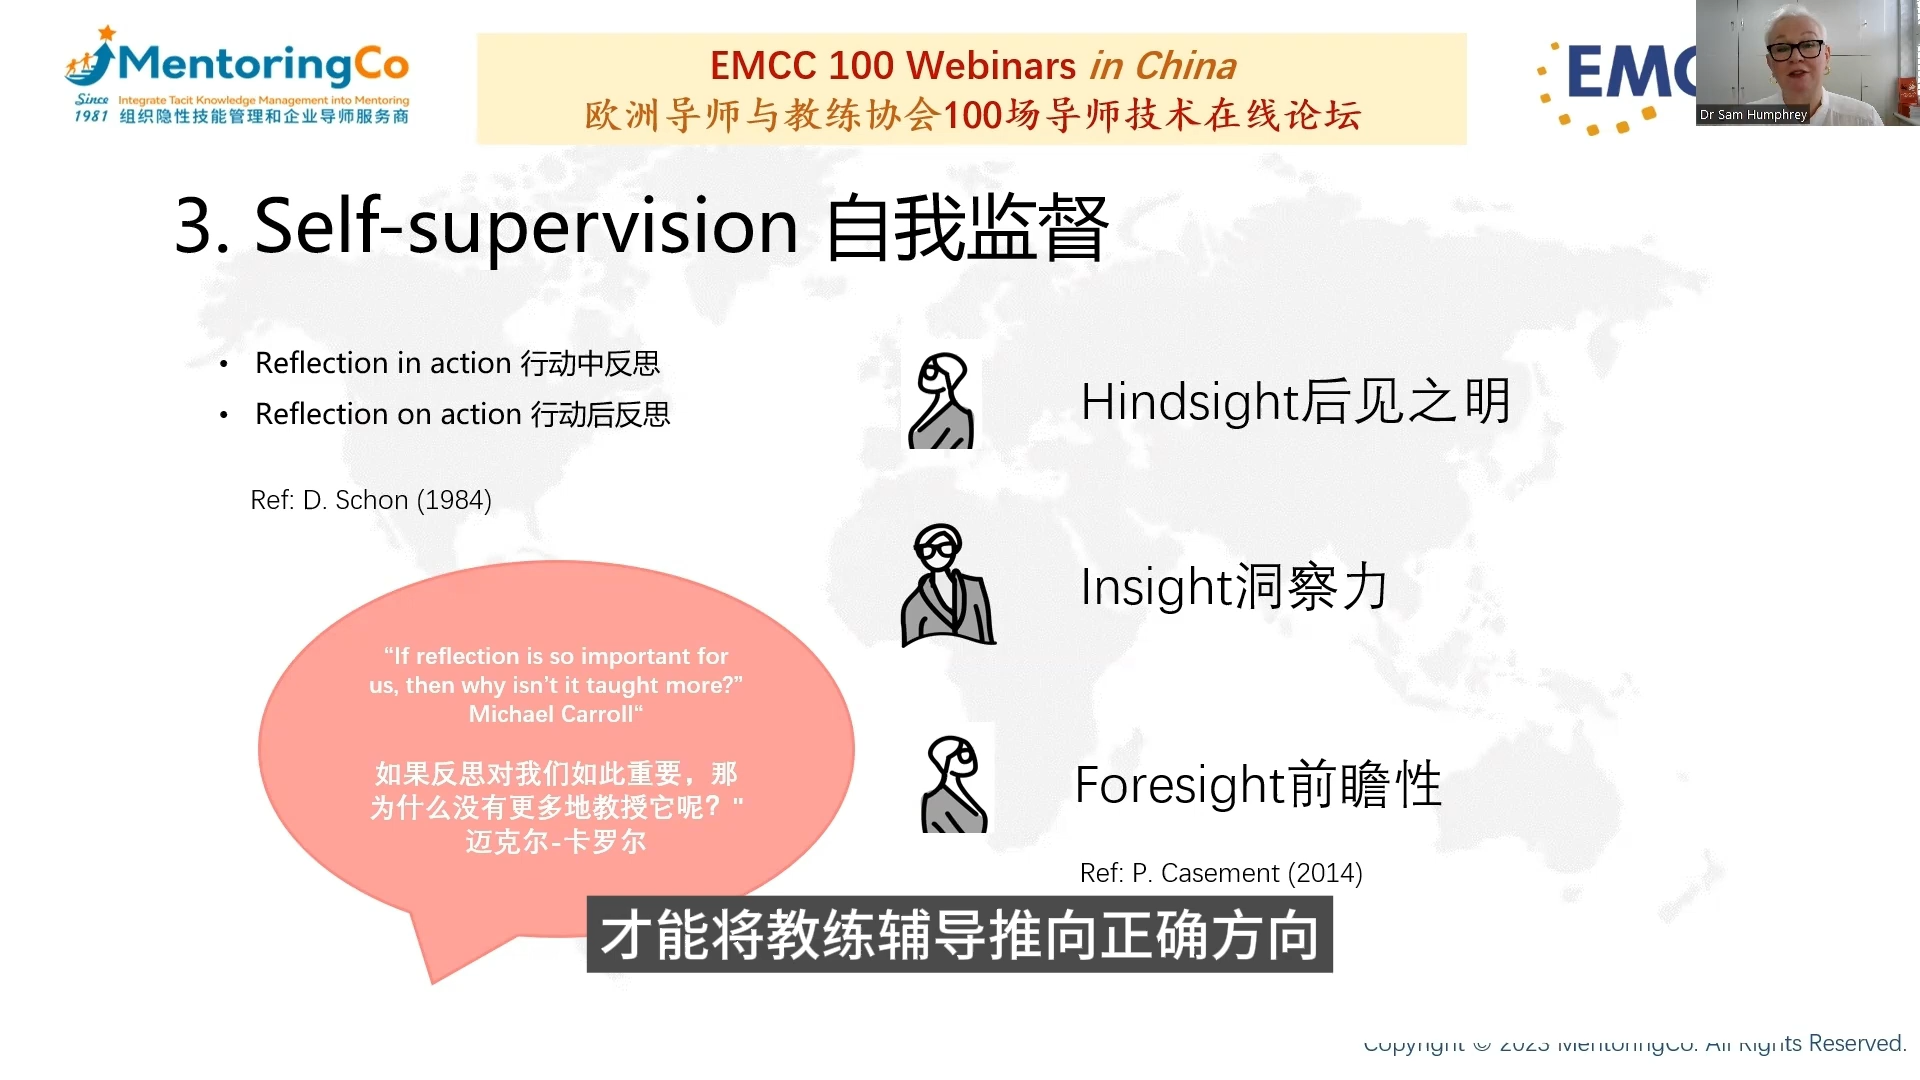 MentoringCo
Since 1981
Integrate Tacit Knowledge Management into Mentoring
组织隐性技能管理和企业导师服务商
EMCC 100 Webinars in China
欧洲导师与教练协会100场导师技术在线论坛
EMC
Dr Sam Humphrey
3. Self-supervision 自我监督
• Reflection in action 行动中反思
• Reflection on action 行动后反思
Ref: D. Schon (1984)
“If reflection is so important for
us, then why isn’t it taught more?”
Michael Carroll“
如果反思对我们如此重要，那
为什么没有更多地教授它呢？"
迈克尔-卡罗尔
Hindsight后见之明
Insight洞察力
Foresight前瞻性
Ref: P. Casement (2014)
才能将教练辅导推向正确方向
Copyright © 2023 MentoringCo. All Rights Reserved.